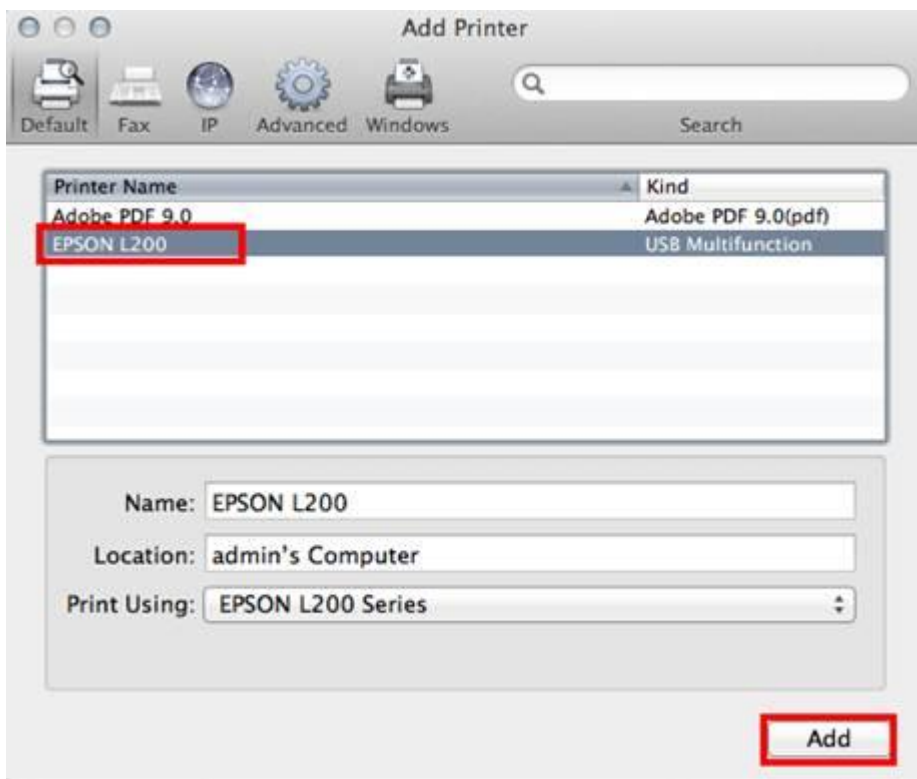 Add Printer
Default Fax IP Advanced Windows Search
Printer Name Kind
Adobe PDF 9.0 Adobe PDF 9.0(pdf)
EPSON L200 USB Multifunction
Name: EPSON L200
Location: admin's Computer
Print Using: EPSON L200 Series
Add